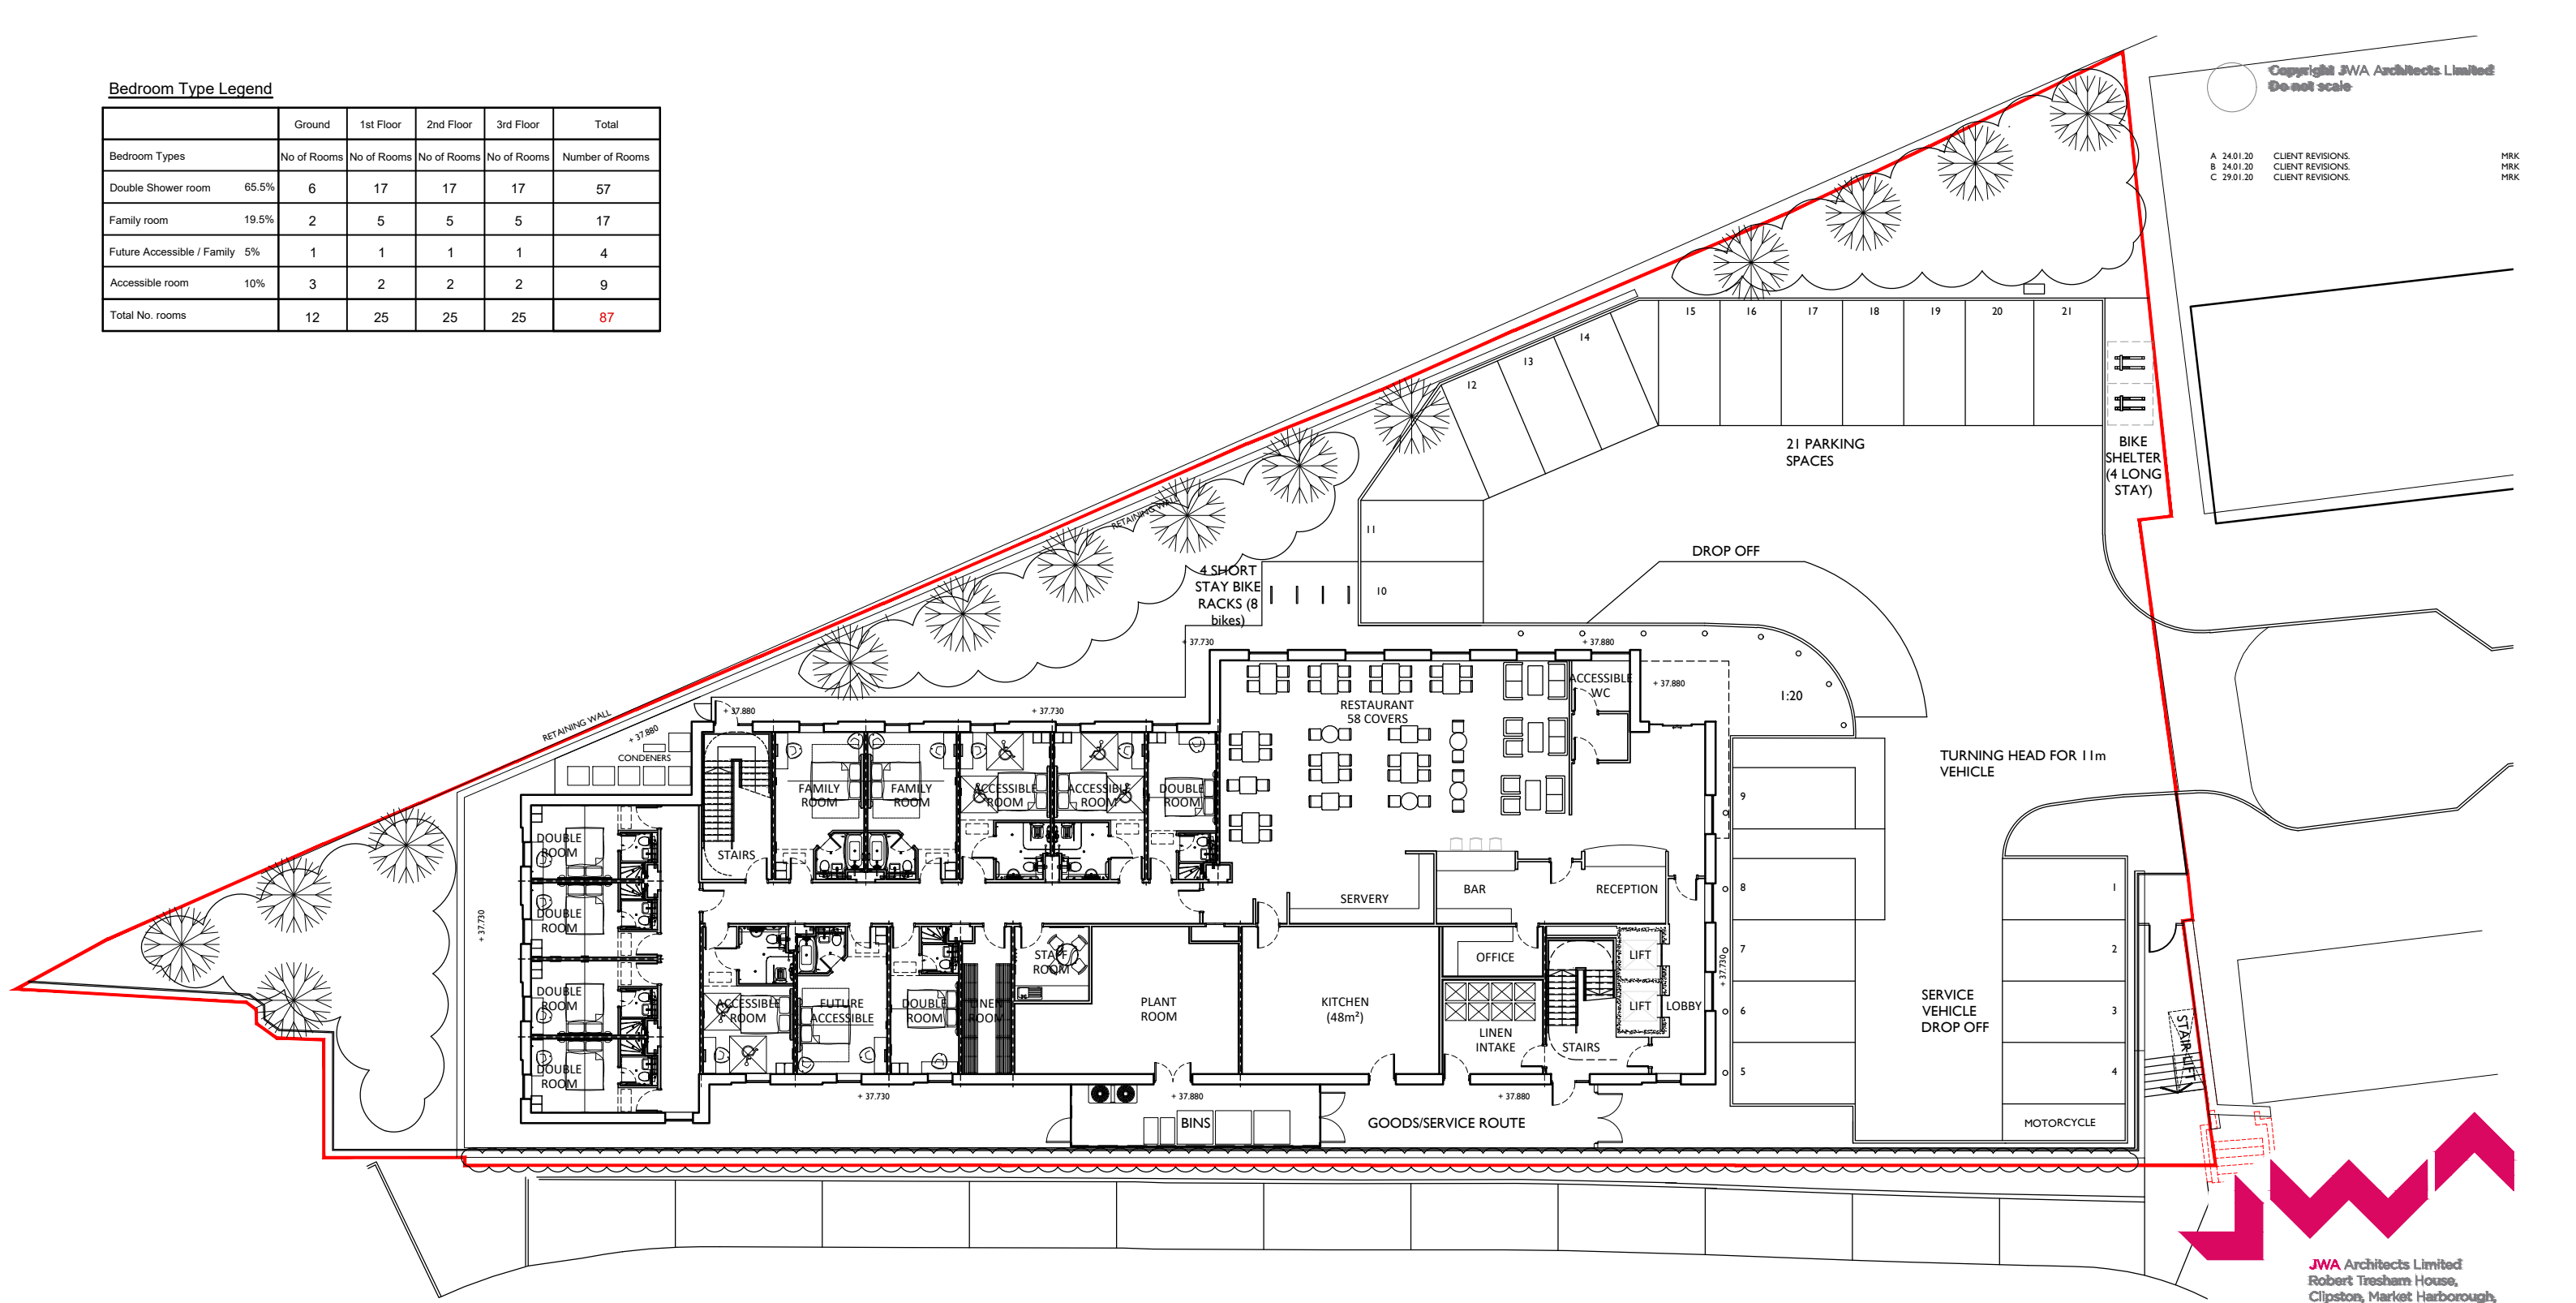 Bedroom Type Legend
Ground 1st Floor 2nd Floor 3rd Floor Total
Bedroom Types No of Rooms No of Rooms No of Rooms No of Rooms Number of Rooms
Double Shower room 65.5% 6 17 17 17 57
Family room 19.5% 2 5 5 5 17
Future Accessible / Family 5% 1 1 1 1 4
Accessible room 10% 3 2 2 2 9
Total No. rooms 12 25 25 25 87
Copyright JWA Architects Limited
Do not scale
A 24.01.20 CLIENT REVISIONS. MRK
B 24.01.20 CLIENT REVISIONS. MRK
C 29.01.20 CLIENT REVISIONS. MRK
15 16 17 18 19 20 21
14
13
12
21 PARKING
SPACES
BIKE
SHELTER
(4 LONG
STAY)
RETAINING WALL
11
10
DROP OFF
4 SHORT
STAY BIKE
RACKS (8
bikes)
+ 37.730
+ 37.880
+ 37.880
1:20
RETAINING WALL
+ 37.880
CONDENERS
+ 37.880
+ 37.730
RESTAURANT
58 COVERS
ACCESSIBLE
WC
TURNING HEAD FOR 11m
VEHICLE
FAMILY
ROOM
FAMILY
ROOM
ACCESSIBLE
ROOM
ACCESSIBLE
ROOM
DOUBLE
ROOM
STAIRS
DOUBLE
ROOM
DOUBLE
ROOM
DOUBLE
ROOM
DOUBLE
ROOM
+ 37.730
SERVERY
BAR
RECEPTION
9
8
7
6
5
1
2
3
4
MOTORCYCLE
SERVICE
VEHICLE
DROP OFF
STAIR LIFT
ACCESSIBLE
ROOM
FUTURE
ACCESSIBLE
DOUBLE
ROOM
LINEN
ROOM
STAFF
ROOM
PLANT
ROOM
KITCHEN
(48m²)
OFFICE
LINEN
INTAKE
STAIRS
LIFT
LIFT
LOBBY
+ 37.730
+ 37.730
+ 37.880
+ 37.880
BINS
GOODS/SERVICE ROUTE
JWA
JWA Architects Limited
Robert Tresham House,
Clipston, Market Harborough,